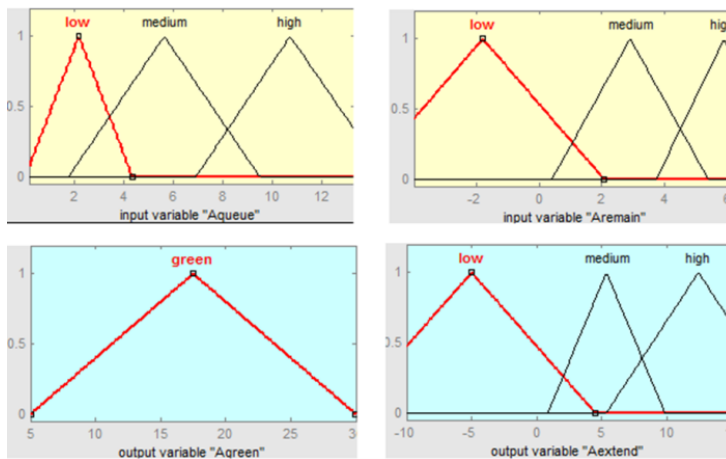 low medium high
1
0.5
0
2 4 6 8 10 12
input variable "Aqueue"
low medium
1
0.5
0
-2 0 2 4
input variable "Aremain"
green
1
0.5
0
5 10 15 20 25
output variable "Agreen"
low medium high
1
0.5
0
-10 -5 0 5 10
output variable "Aextend"